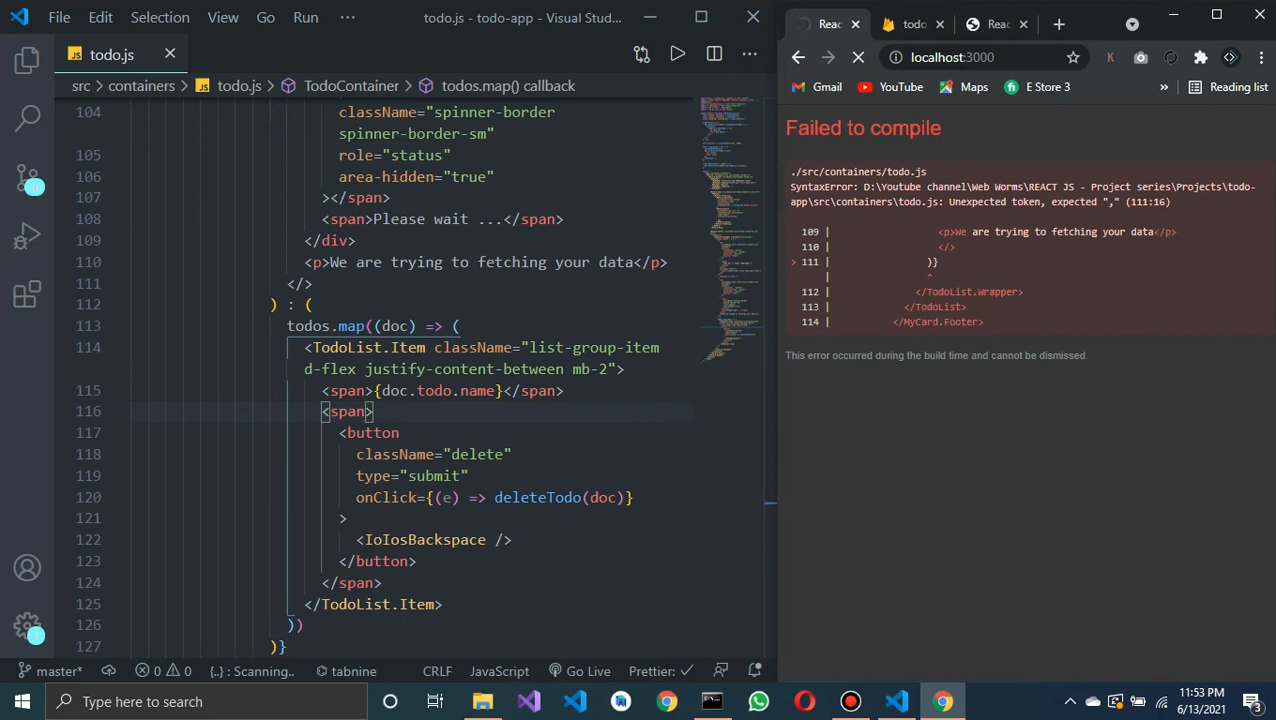 File Edit Selection View Go Run ··· todo.js - todo-app - Visual Stud...
JS todo.js
src > containers > JS todo.js > TodoContainer > todos.map() callback
104 className="spinner-border
spinner-border-sm"
105 role="status"
106 area-hidden="true"
107 ></span>
108 <span>Please wait ...</span>
109 </div>
110 <p>We are trying to fetching your data</p>
111 </>
112 ) : (
113 todos.map((doc) => (
114 <TodoList.Item className="list-group-item
d-flex justify-content-between mb-2">
115 <span>{doc.todo.name}</span>
116 <span>
117 <button
118 className="delete"
119 type="submit"
120 onClick={(e) => deleteTodo(doc)}
121 >
122 <IoIosBackspace />
123 </button>
124 </span>
125 </TodoList.Item>
126 ))
127 )}
1
master* 0 0 {..} : Scanning.. tabnine CRLF JavaScript Go Live Prettier: ✓
Reac todo Reac
localhost:3000
K
Gmail YouTube Maps E Store 3 » Reading list
Failed to compile
./src/containers/todo.js
SyntaxError: D:\Youtube channel\Web Worms\REACT JS - Project series\Projects\todo-
app\src\containers\todo.js: Unexpected token, expected "," (111:16)
109 | <p>We are trying to fetching your data</p>
110 | </>
> 111 | )}
| ^
112 | </TodoList.Wrapper>
113 | </TodoList>
114 | </MyCard.Footer>
This error occurred during the build time and cannot be dismissed.
Type here to search
11:53 PM
6/13/2021
3